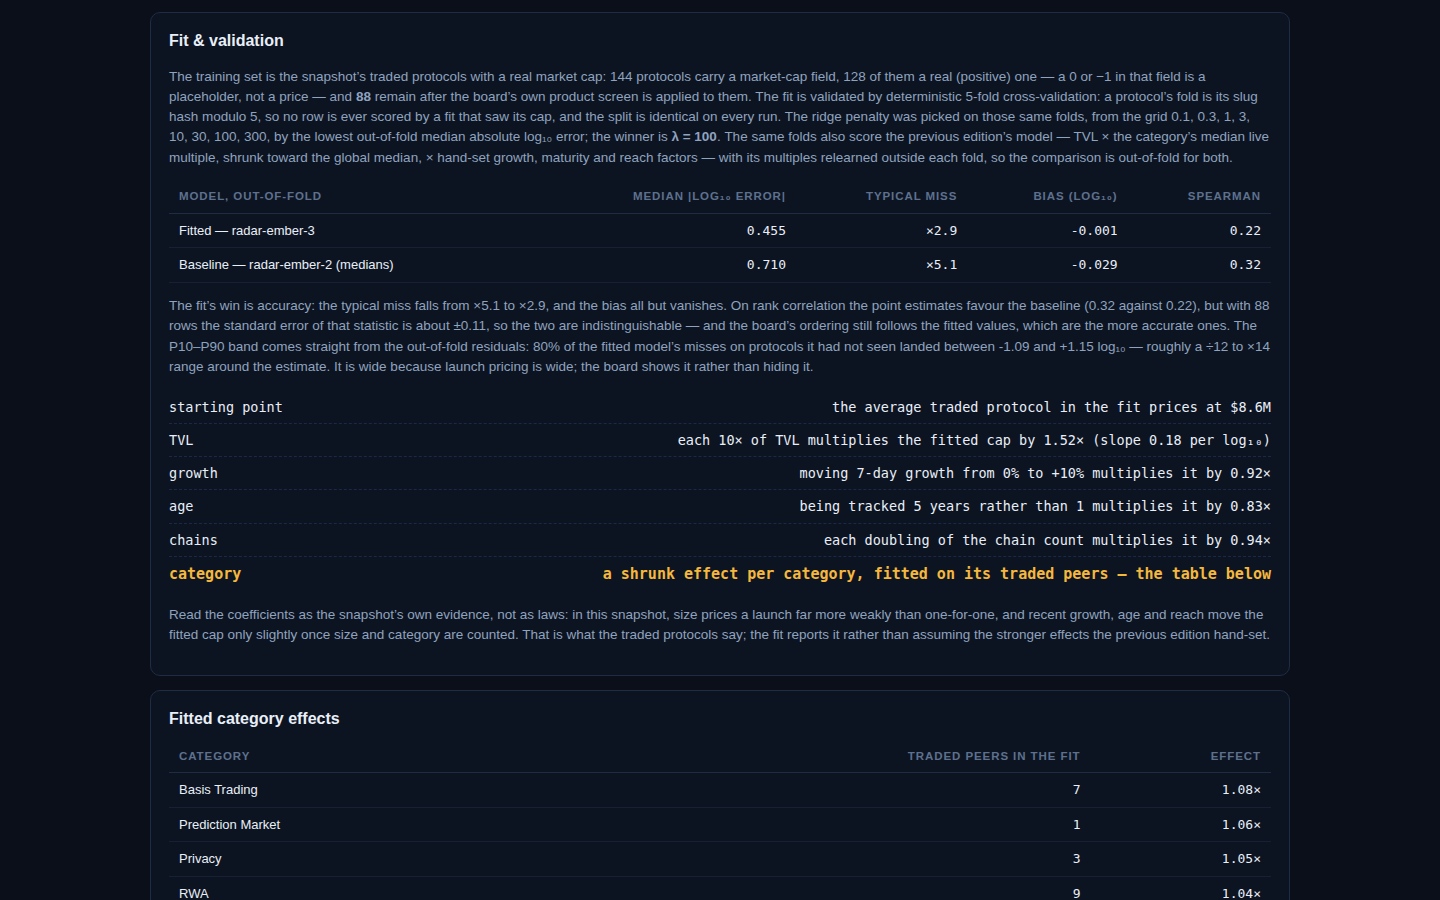 Fit & validation
The training set is the snapshot’s traded protocols with a real market cap: 144 protocols carry a market-cap field, 128 of them a real (positive) one — a 0 or −1 in that field is a
placeholder, not a price — and 88 remain after the board’s own product screen is applied to them. The fit is validated by deterministic 5-fold cross-validation: a protocol’s fold is its slug
hash modulo 5, so no row is ever scored by a fit that saw its cap, and the split is identical on every run. The ridge penalty was picked on those same folds, from the grid 0.1, 0.3, 1, 3,
10, 30, 100, 300, by the lowest out-of-fold median absolute log₁₀ error; the winner is λ = 100. The same folds also score the previous edition’s model — TVL × the category’s median live
multiple, shrunk toward the global median, × hand-set growth, maturity and reach factors — with its multiples relearned outside each fold, so the comparison is out-of-fold for both.
MODEL, OUT-OF-FOLD MEDIAN |LOG₁₀ ERROR| TYPICAL MISS BIAS (LOG₁₀) SPEARMAN
Fitted — radar-ember-3 0.455 ×2.9 -0.001 0.22
Baseline — radar-ember-2 (medians) 0.710 ×5.1 -0.029 0.32
The fit’s win is accuracy: the typical miss falls from ×5.1 to ×2.9, and the bias all but vanishes. On rank correlation the point estimates favour the baseline (0.32 against 0.22), but with 88
rows the standard error of that statistic is about ±0.11, so the two are indistinguishable — and the board’s ordering still follows the fitted values, which are the more accurate ones. The
P10–P90 band comes straight from the out-of-fold residuals: 80% of the fitted model’s misses on protocols it had not seen landed between -1.09 and +1.15 log₁₀ — roughly a ÷12 to ×14
range around the estimate. It is wide because launch pricing is wide; the board shows it rather than hiding it.
starting point the average traded protocol in the fit prices at $8.6M
TVL each 10× of TVL multiplies the fitted cap by 1.52× (slope 0.18 per log₁₀)
growth moving 7-day growth from 0% to +10% multiplies it by 0.92×
age being tracked 5 years rather than 1 multiplies it by 0.83×
chains each doubling of the chain count multiplies it by 0.94×
category a shrunk effect per category, fitted on its traded peers — the table below
Read the coefficients as the snapshot’s own evidence, not as laws: in this snapshot, size prices a launch far more weakly than one-for-one, and recent growth, age and reach move the
fitted cap only slightly once size and category are counted. That is what the traded protocols say; the fit reports it rather than assuming the stronger effects the previous edition hand-set.
Fitted category effects
CATEGORY TRADED PEERS IN THE FIT EFFECT
Basis Trading 7 1.08×
Prediction Market 1 1.06×
Privacy 3 1.05×
RWA 9 1.04×